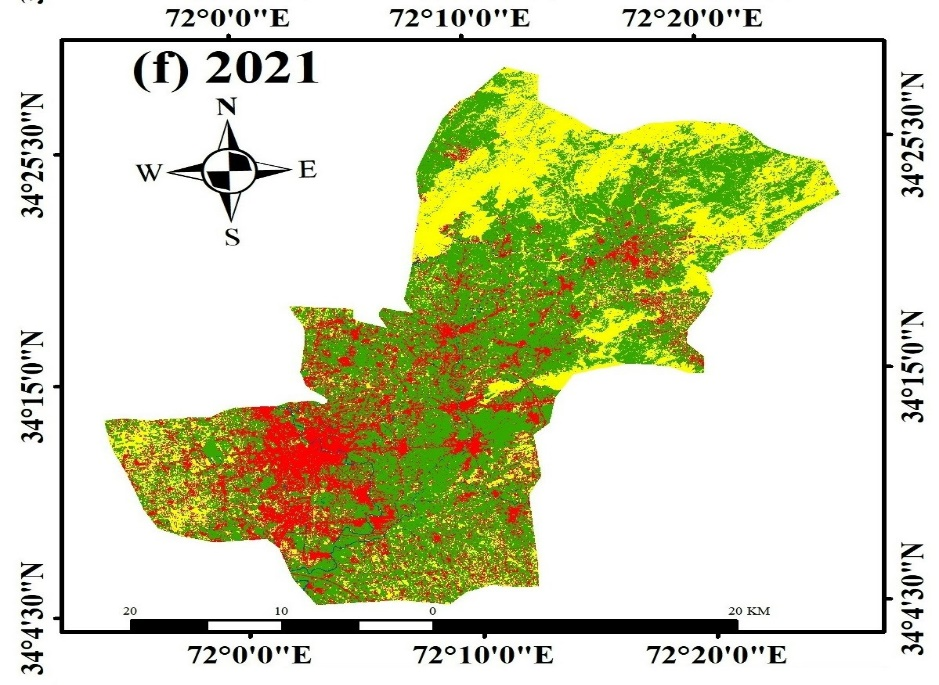 72°0'0"E 72°10'0"E 72°20'0"E
(f) 2021
N
W E
S
34°25'30"N 34°25'30"N
34°15'0"N 34°15'0"N
34°4'30"N 34°4'30"N
20 10 0 20 KM
72°0'0"E 72°10'0"E 72°20'0"E